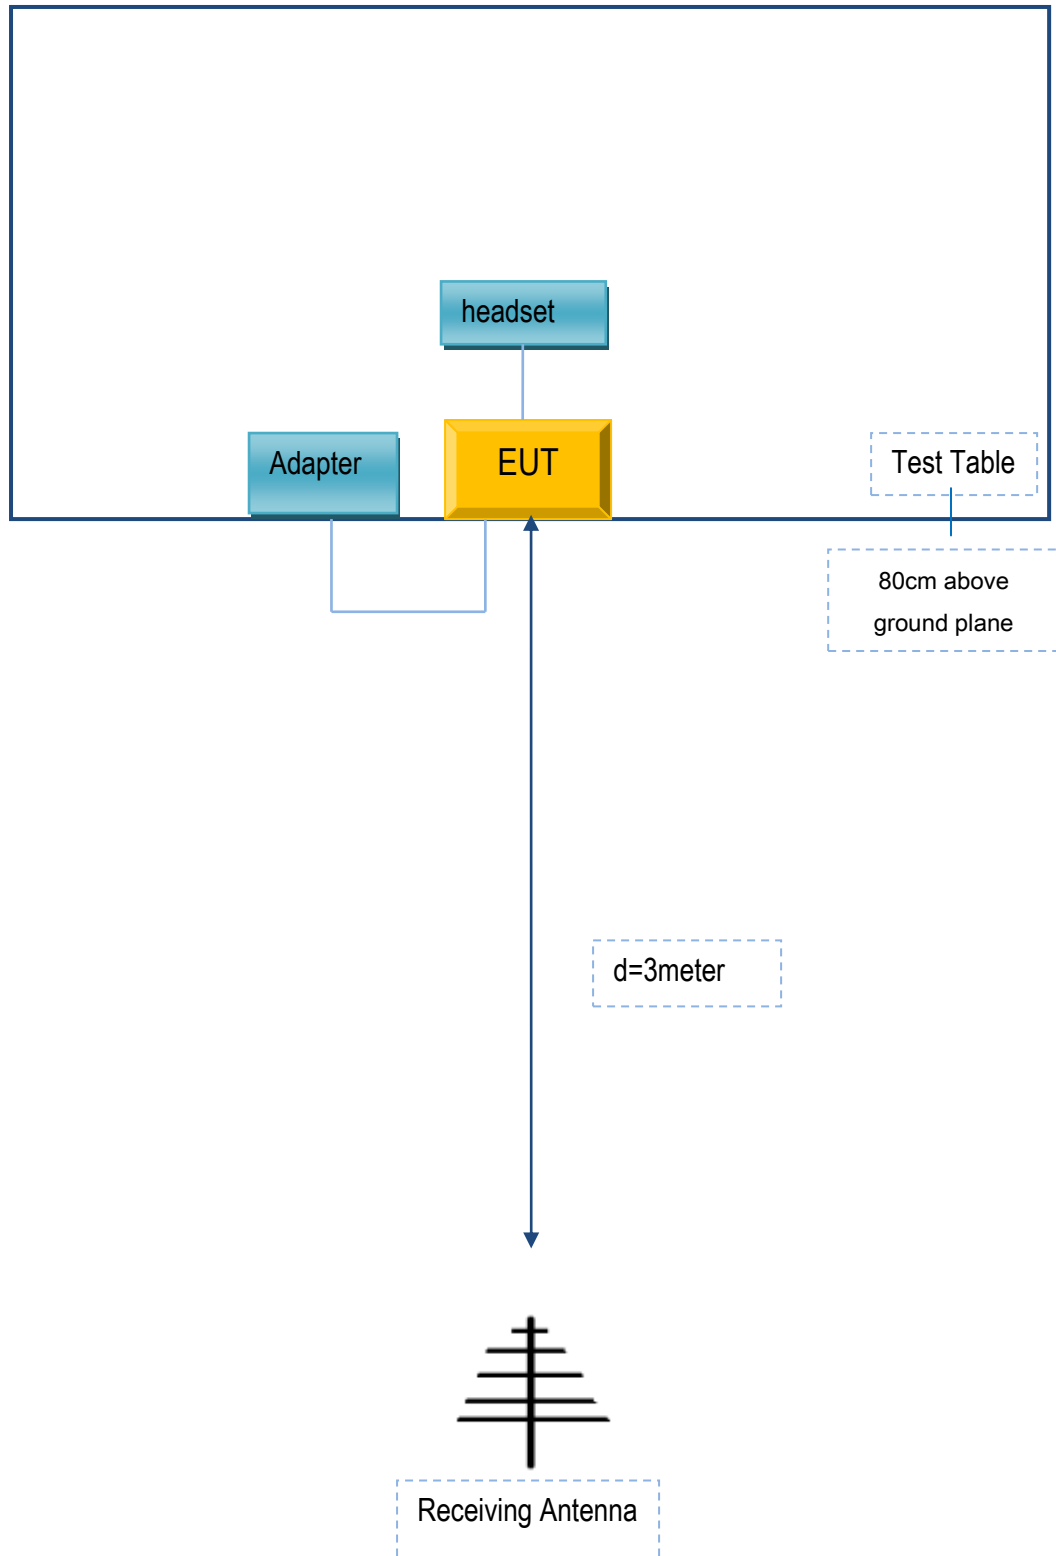 headset
Adapter
EUT
Test Table
80cm above
ground plane
d=3meter
Receiving Antenna